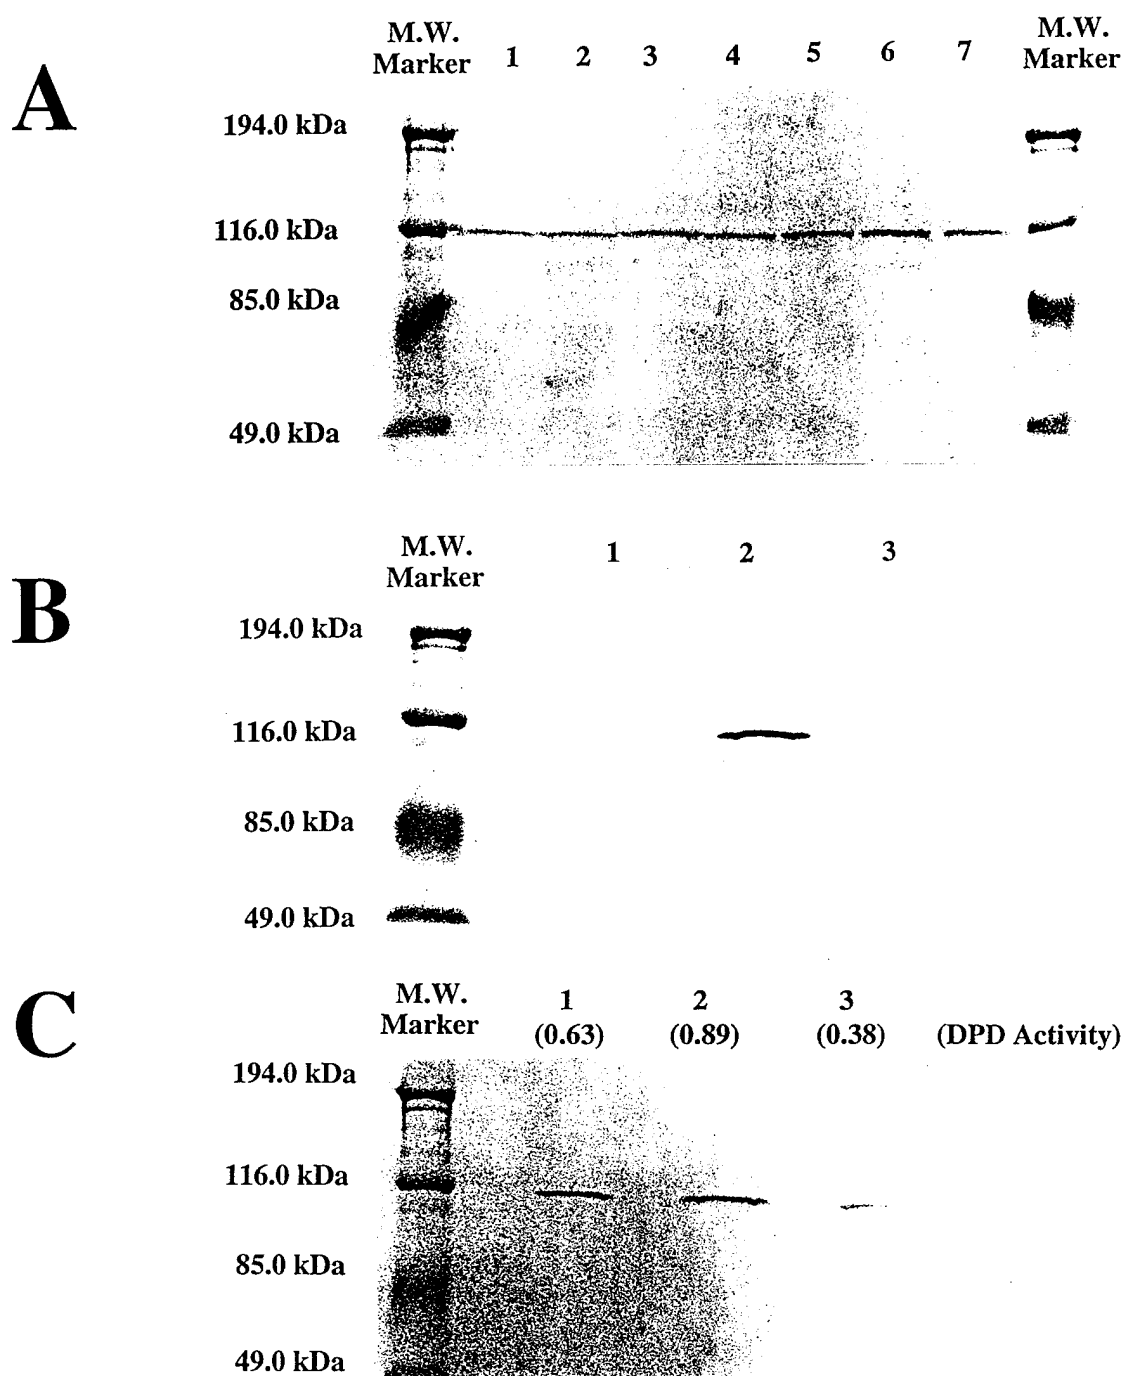 A
M.W.
Marker 1 2 3 4 5 6 7 M.W.
Marker
194.0 kDa
116.0 kDa
85.0 kDa
49.0 kDa
B
M.W.
Marker 1 2 3
194.0 kDa
116.0 kDa
85.0 kDa
49.0 kDa
C
M.W.
Marker 1 2 3
(0.63) (0.89) (0.38) (DPD Activity)
194.0 kDa
116.0 kDa
85.0 kDa
49.0 kDa